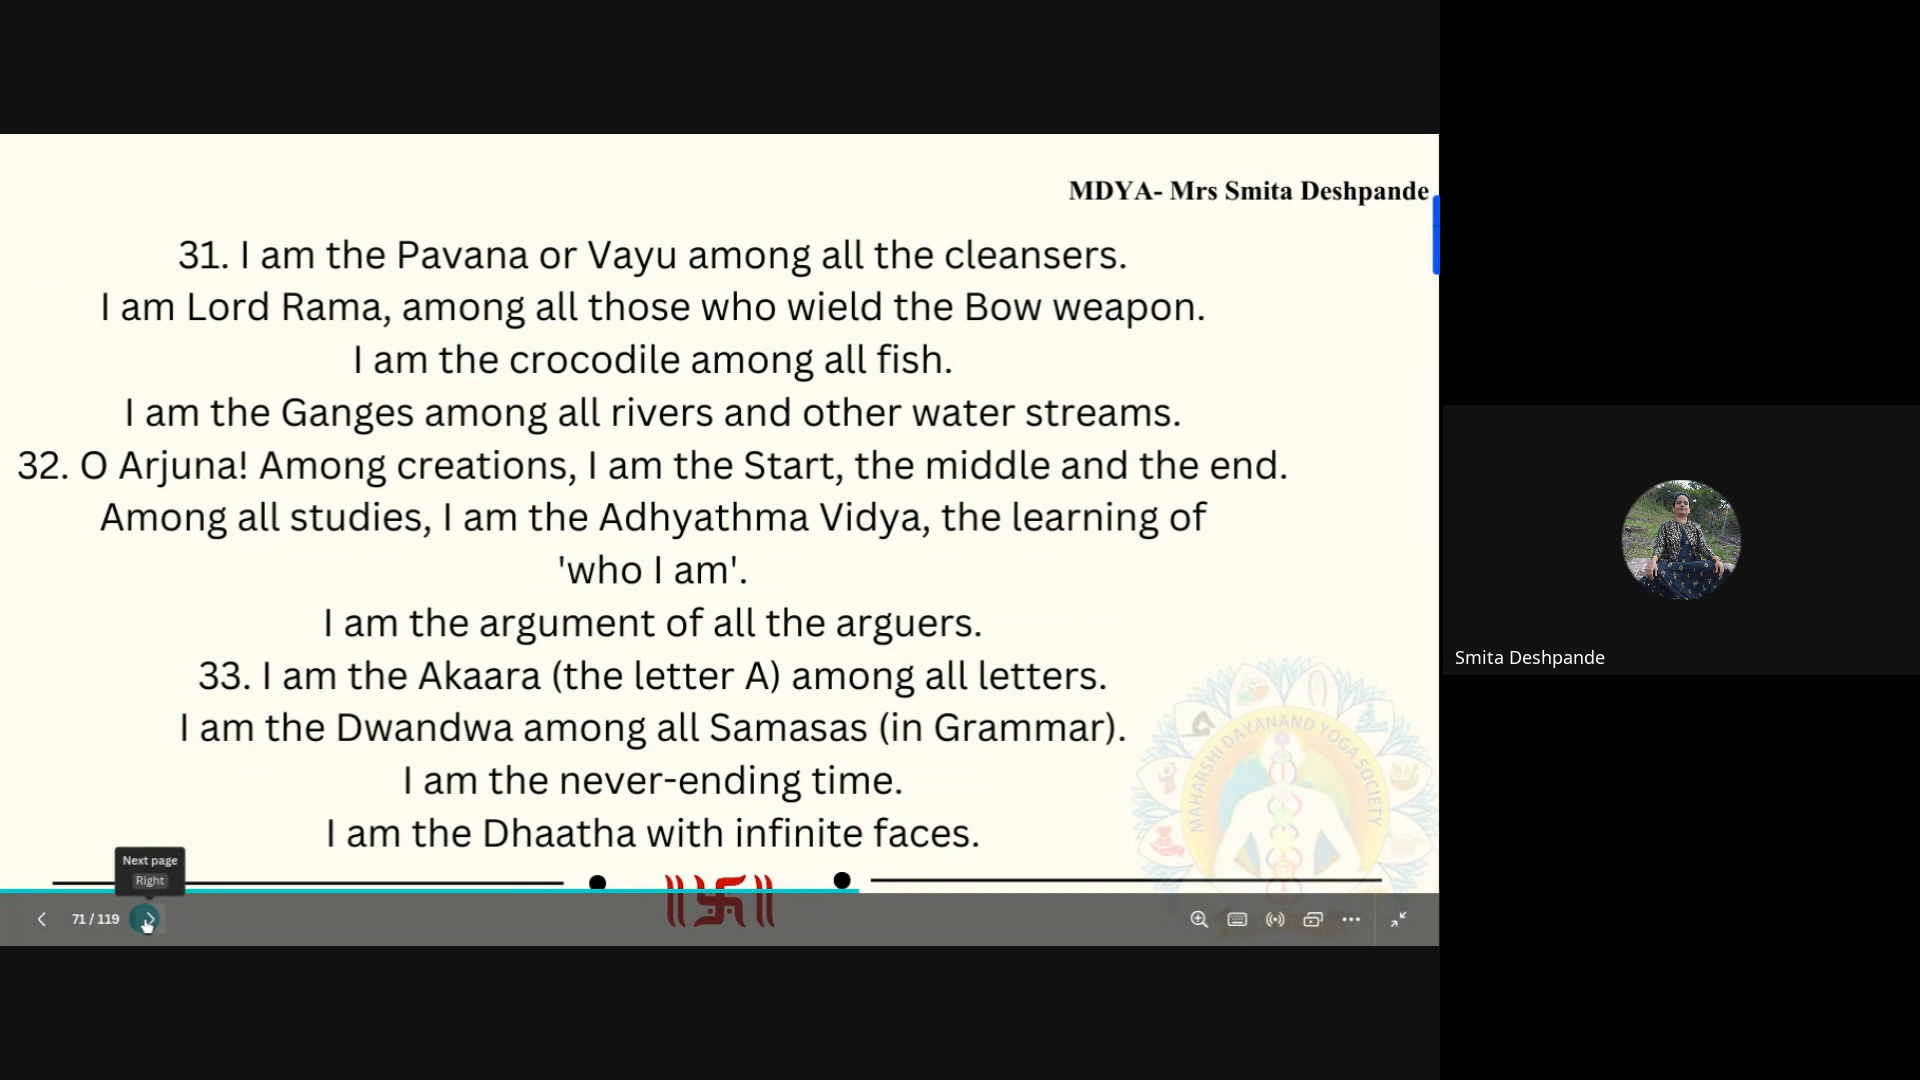 MDYA- Mrs Smita Deshpande
31. I am the Pavana or Vayu among all the cleansers.
I am Lord Rama, among all those who wield the Bow weapon.
I am the crocodile among all fish.
I am the Ganges among all rivers and other water streams.
32. O Arjuna! Among creations, I am the Start, the middle and the end.
Among all studies, I am the Adhyathma Vidya, the learning of
'who I am'.
I am the argument of all the arguers.
33. I am the Akaara (the letter A) among all letters.
I am the Dwandwa among all Samasas (in Grammar).
I am the never-ending time.
I am the Dhaatha with infinite faces.
MAHARSHI DAYANAND YOGA SOCIETY
Next page
Right
71 / 119
Smita Deshpande